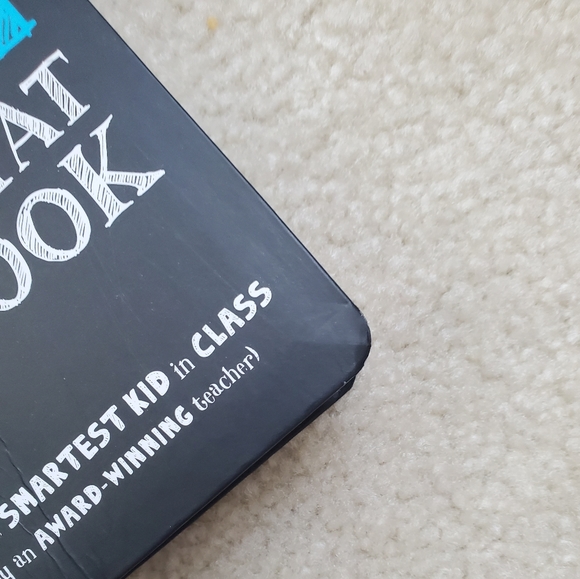 AT
OOK
SMARTEST KID in CLASS
y an AWARD-WINNING teacher)